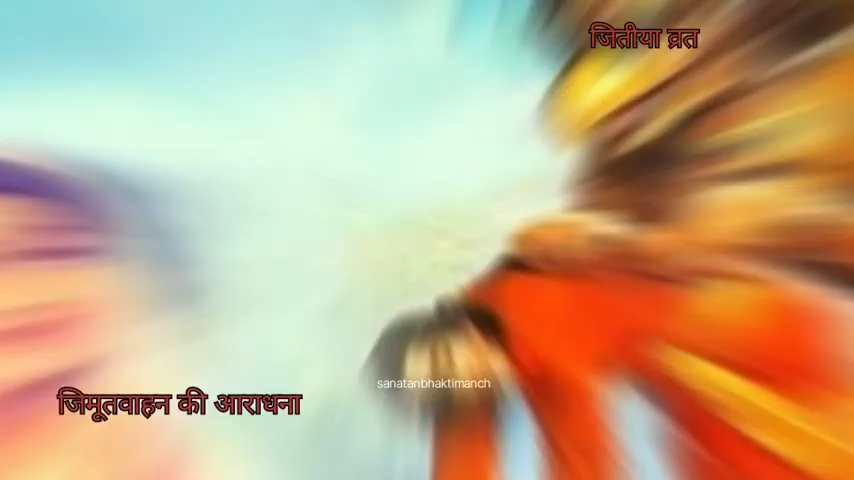 जितीया व्रत
sanatanbhaktimanch
जिमूतवाहन की आराधना